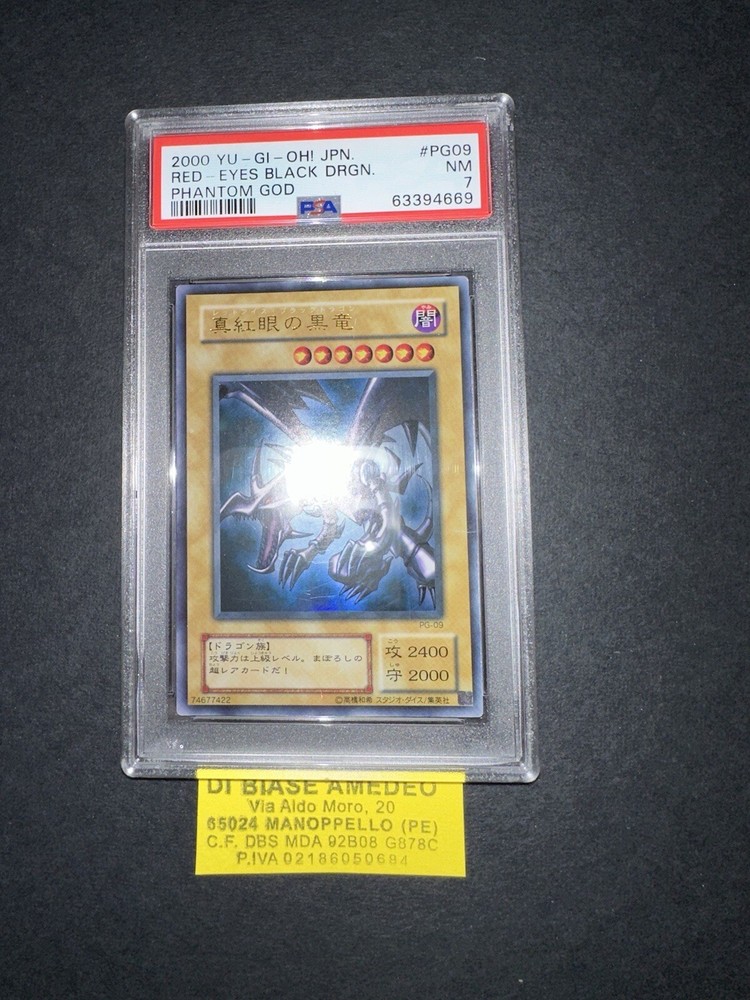 2000 YU-GI-OH! JPN. #PG09
RED-EYES BLACK DRGN. NM
PHANTOM GOD 7
63394669
PSA
真紅眼の黒竜
闇
PG-09
【ドラゴン族】
攻撃力は上級レベル。まぼろしの
超レアカードだ!
攻 2400
守 2000
74677422
©高橋和希 スタジオ・ダイス/集英社
DI BIASE AMEDEO
Via Aldo Moro, 20
65024 MANOPPELLO (PE)
C.F. DBS MDA 92B08 G878C
P.IVA 02186050684